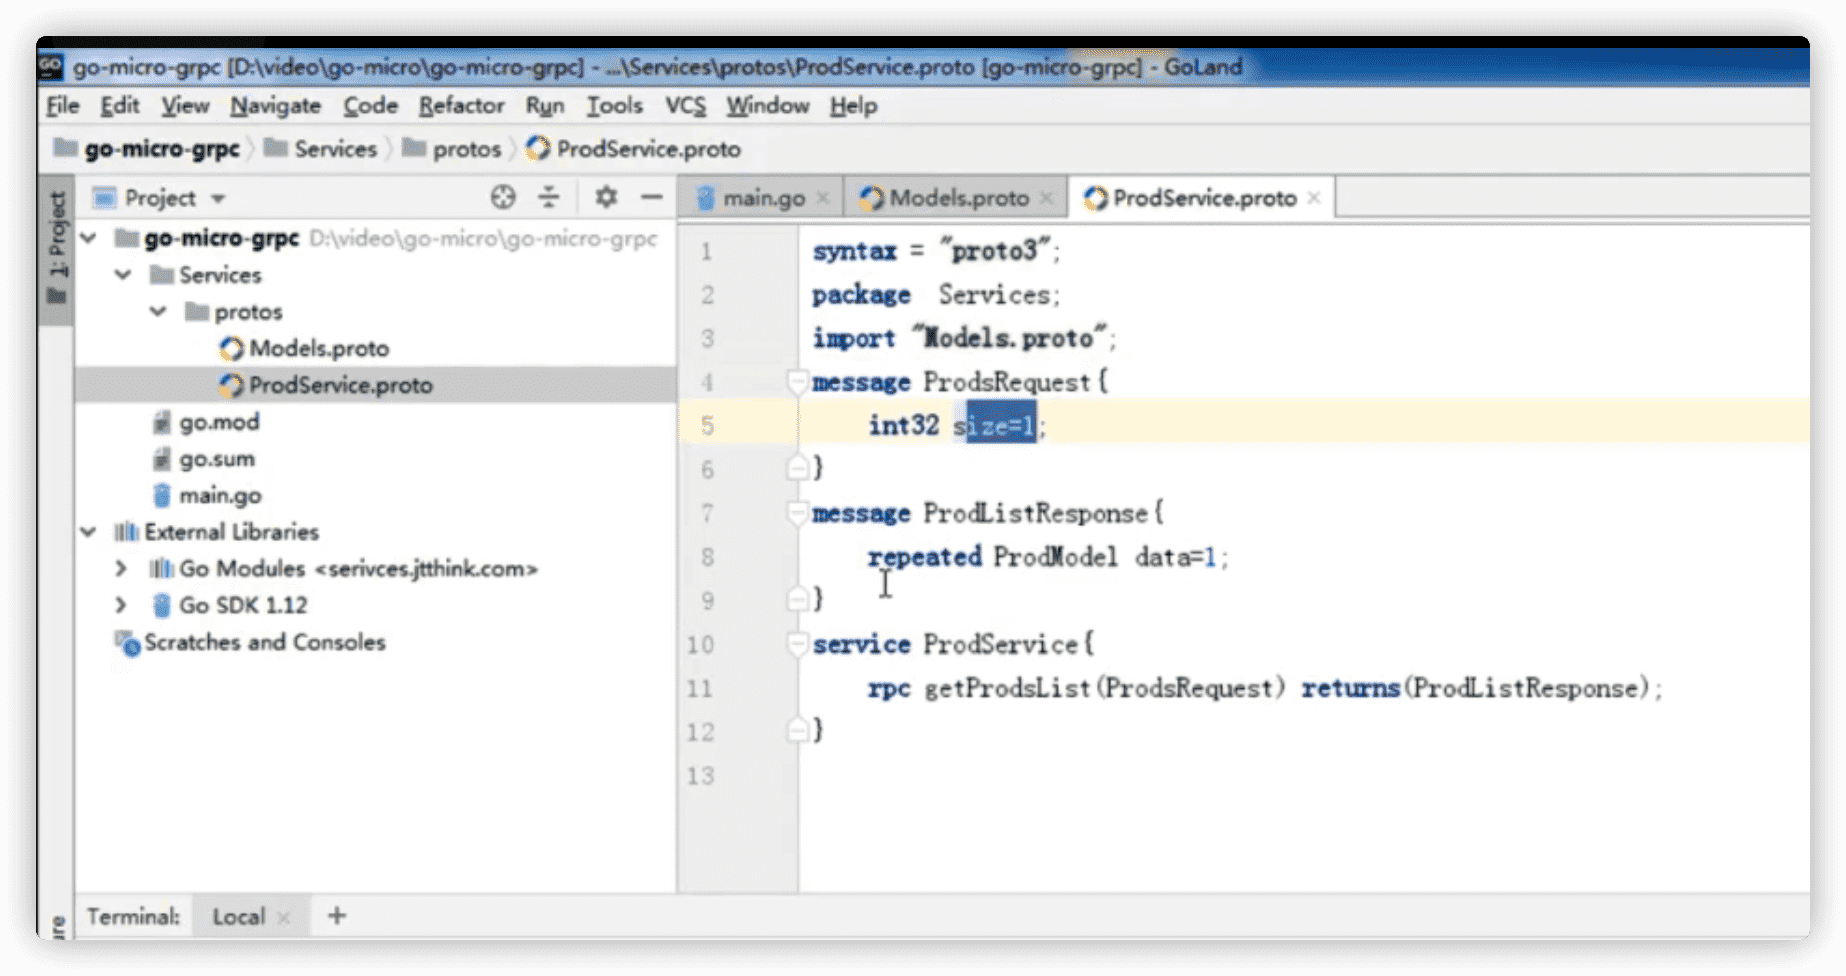 GO go-micro-grpc [D:\video\go-micro\go-micro-grpc] - ...\Services\protos\ProdService.proto [go-micro-grpc] - GoLand
File Edit View Navigate Code Refactor Run Tools VCS Window Help
go-micro-grpc Services protos ProdService.proto
1: Project
Project
go-micro-grpc D:\video\go-micro\go-micro-grpc
Services
protos
Models.proto
ProdService.proto
go.mod
go.sum
main.go
External Libraries
Go Modules <serivces.jtthink.com>
Go SDK 1.12
Scratches and Consoles
main.go Models.proto ProdService.proto
1 syntax = "proto3";
2 package Services;
3 import "Models.proto";
4 message ProdsRequest{
5 int32 size=1;
6 }
7 message ProdListResponse{
8 repeated ProdModel data=1;
9 }
10 service ProdService{
11 rpc getProdsList(ProdsRequest) returns(ProdListResponse);
12 }
13
Terminal: Local +